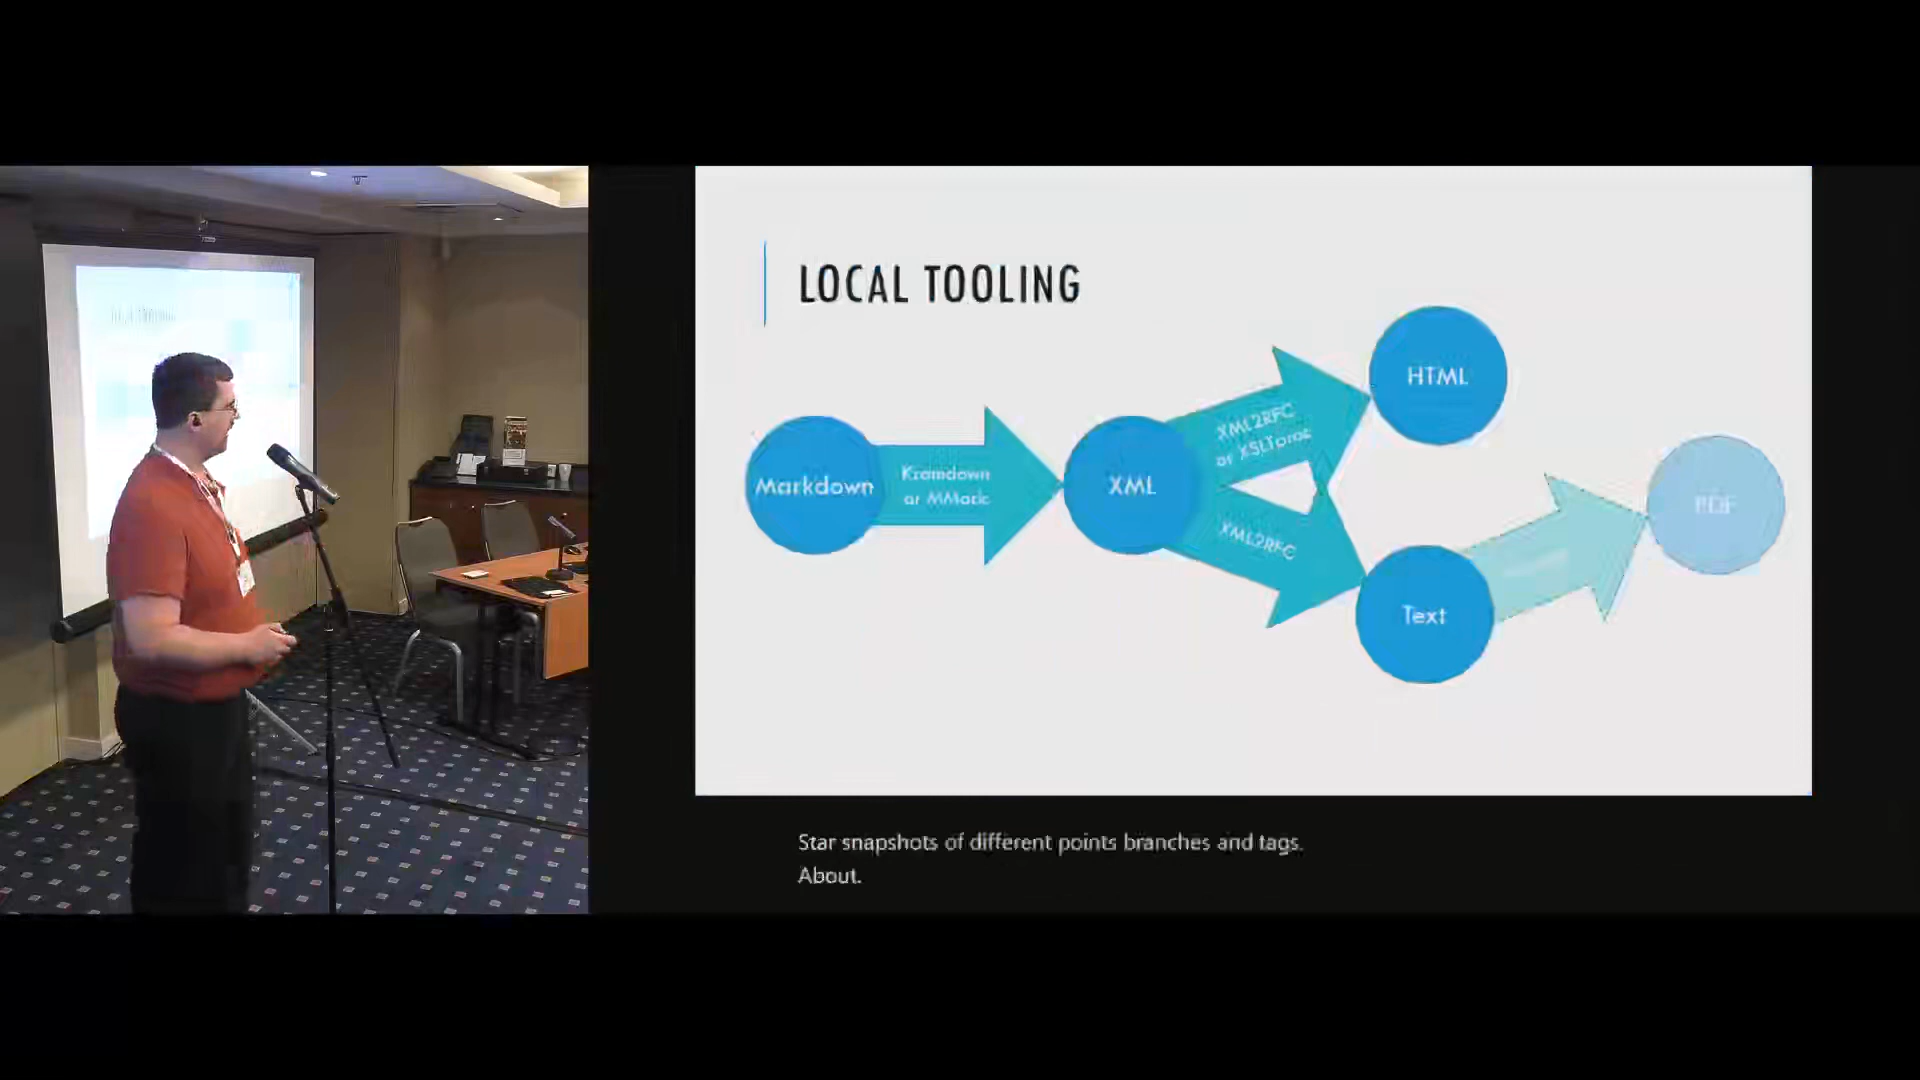 LOCAL TOOLING
Markdown
Kramdown
or MMark
XML
XML2RFC
or XSLTproc
HTML
XML2RFC
Text
PDF
Star snapshots of different points branches and tags.
About.